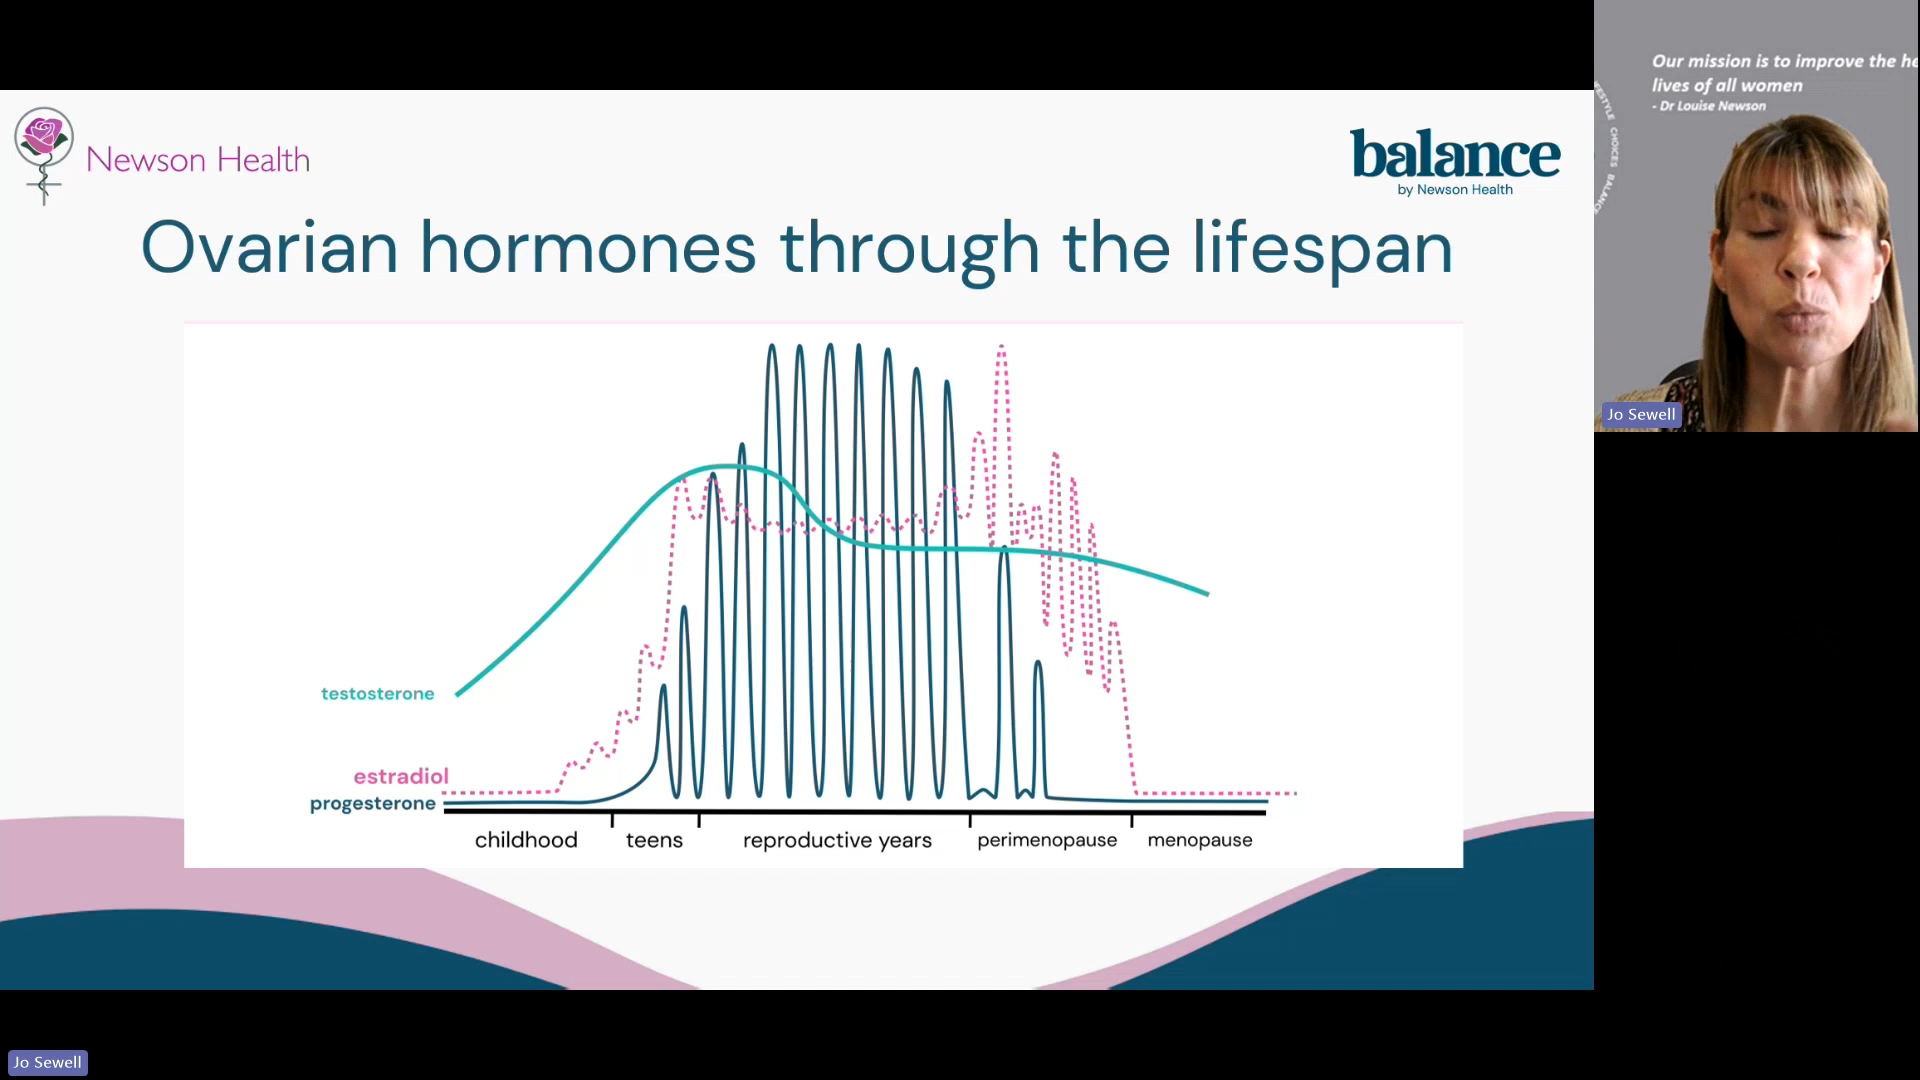 Newson Health
balance
by Newson Health
Ovarian hormones through the lifespan
testosterone
estradiol
progesterone
childhood
teens
reproductive years
perimenopause
menopause
Our mission is to improve the he
lives of all women
- Dr Louise Newson
CHOICES
BALANCE
Jo Sewell
Jo Sewell